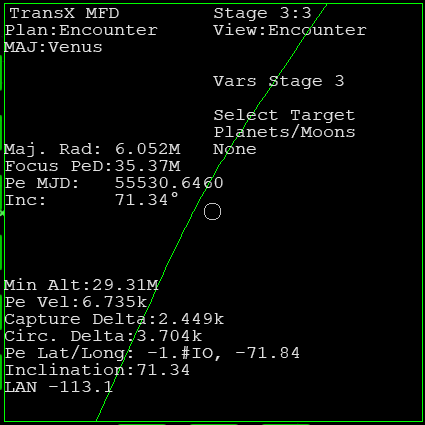 TransX MFD Stage 3:3
Plan:Encounter View:Encounter
MAJ:Venus
Vars Stage 3
Select Target
Planets/Moons
Maj. Rad: 6.052M None
Focus PeD:35.37M
Pe MJD: 55530.6460
Inc: 71.34°
Min Alt:29.31M
Pe Vel:6.735k
Capture Delta:2.449k
Circ. Delta:3.704k
Pe Lat/Long: -1.#IO, -71.84
Inclination:71.34
LAN -113.1